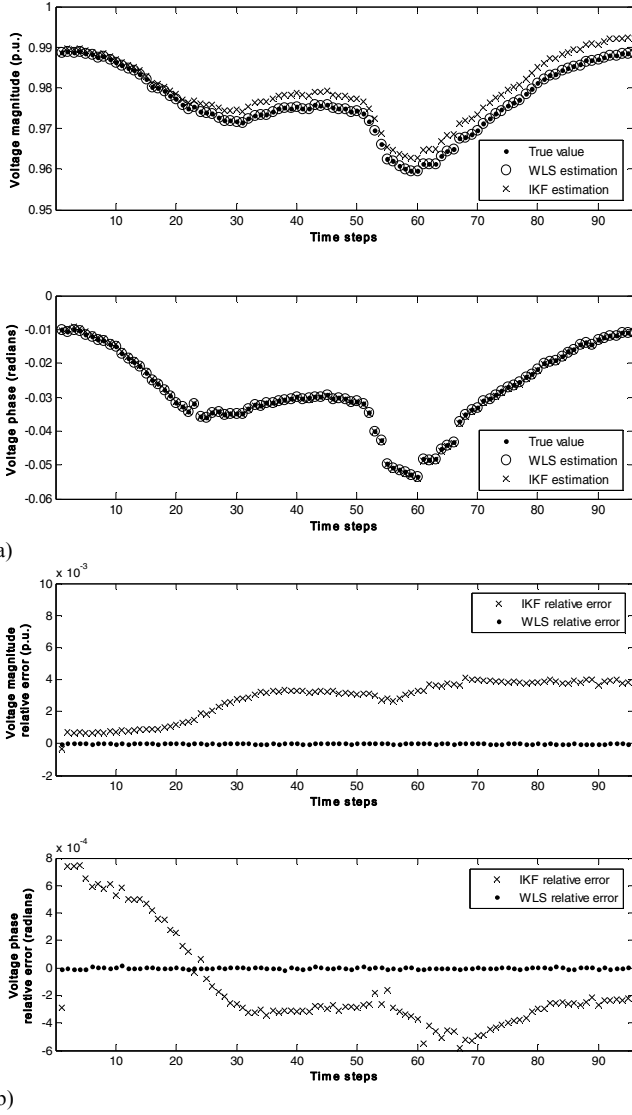 1
0.99
0.98
0.97
0.96
0.95
Voltage magnitude (p.u.)
10 20 30 40 50 60 70 80 90
Time steps
True value
WLS estimation
IKF estimation
0
-0.01
-0.02
-0.03
-0.04
-0.05
-0.06
Voltage phase (radians)
10 20 30 40 50 60 70 80 90
Time steps
True value
WLS estimation
IKF estimation
a)
x 10⁻³
10
8
6
4
2
0
-2
Voltage magnitude
relative error (p.u.)
10 20 30 40 50 60 70 80 90
Time steps
IKF relative error
WLS relative error
x 10⁻⁴
8
6
4
2
0
-2
-4
-6
Voltage phase
relative error (radians)
10 20 30 40 50 60 70 80 90
Time steps
IKF relative error
WLS relative error
b)